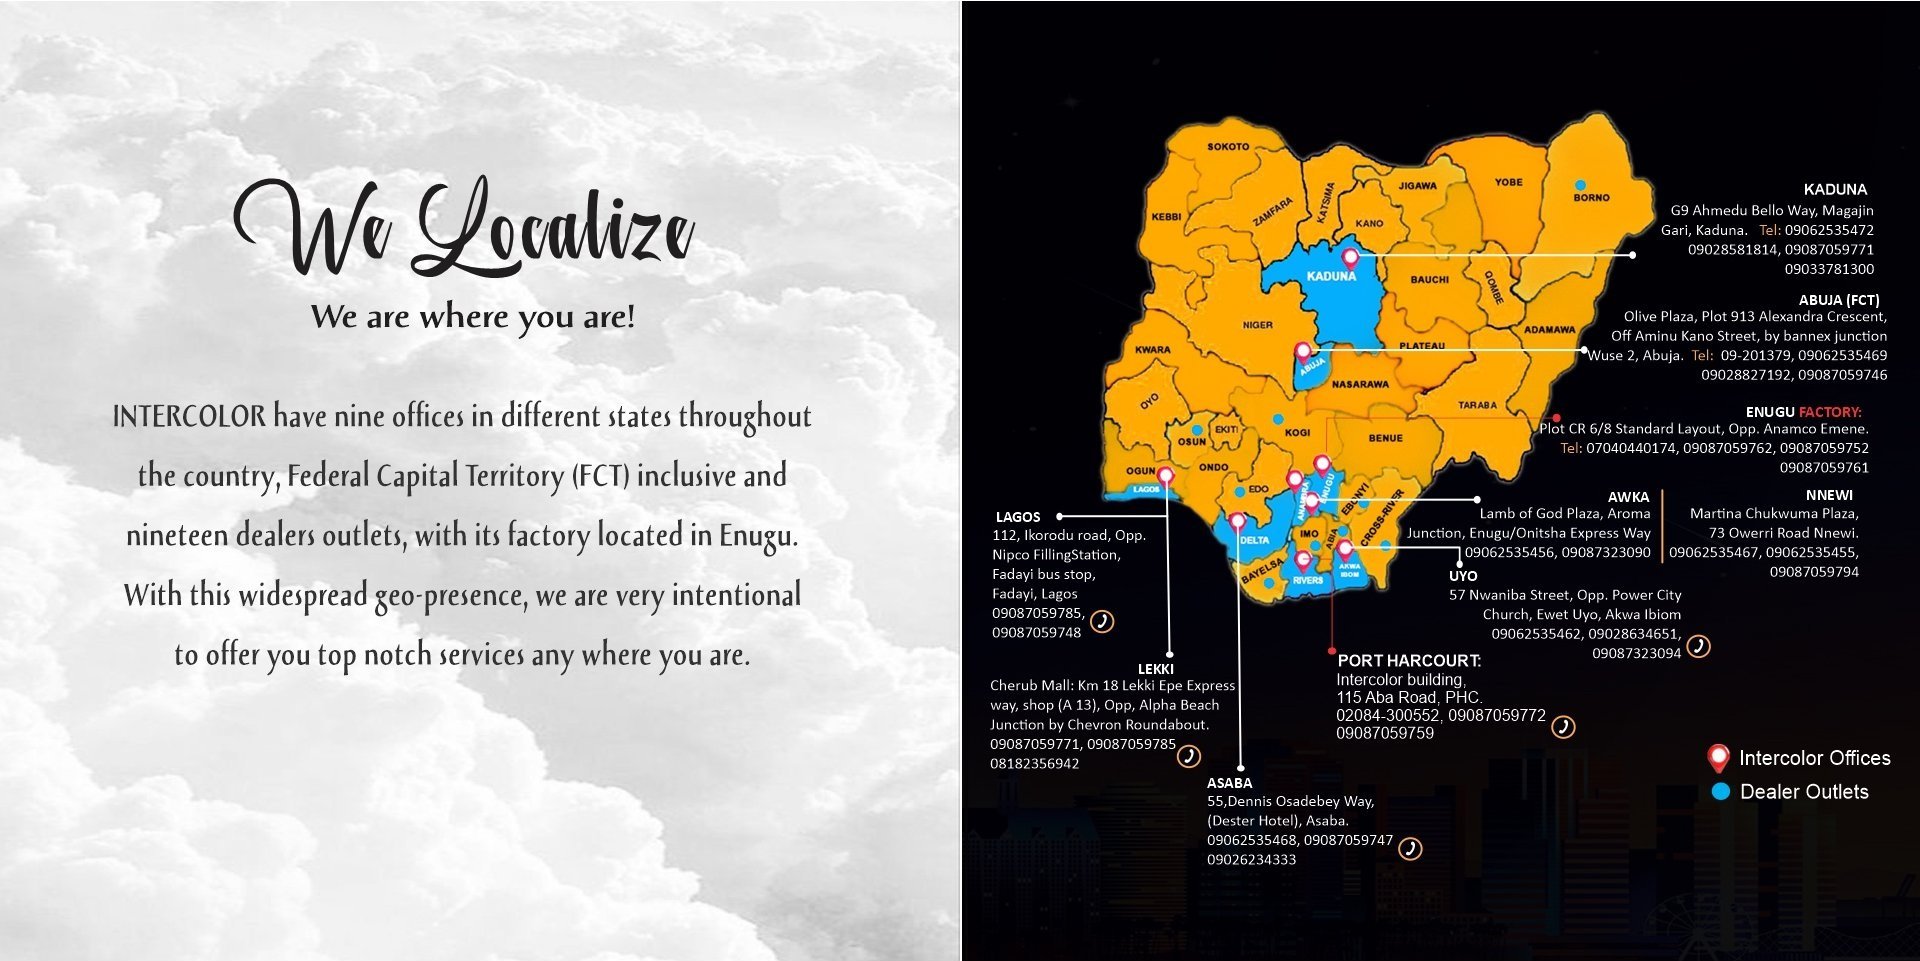 We Localize
We are where you are!
INTERCOLOR have nine offices in different states throughout
the country, Federal Capital Territory (FCT) inclusive and
nineteen dealers outlets, with its factory located in Enugu.
With this widespread geo-presence, we are very intentional
to offer you top notch services any where you are.
SOKOTO
KEBBI
ZAMFARA
KATSIMA
KANO
JIGAWA
YOBE
BORNO
KADUNA
BAUCHI
QOMBE
ADAMAWA
NIGER
ABUJA
PLATEAU
NASARAWA
TARABA
KWARA
OYO
OSUN
EKITI
KOGI
BENUE
OGUN
LAGOS
ONDO
EDO
ENUGU
EBONYI
CROSS-RIVER
DELTA
IMO
ABIA
BAYELSA
RIVERS
AKWA
IBIOM
KADUNA
G9 Ahmedu Bello Way, Magajin
Gari, Kaduna. Tel: 09062535472
09028581814, 09087059771
09033781300
ABUJA (FCT)
Olive Plaza, Plot 913 Alexandra Crescent,
Off Aminu Kano Street, by bannex junction
Wuse 2, Abuja. Tel: 09-201379, 09062535469
09028827192, 09087059746
ENUGU FACTORY:
Plot CR 6/8 Standard Layout, Opp. Anamco Emene.
Tel: 07040440174, 09087059762, 09087059752
09087059761
AWKA
Lamb of God Plaza, Aroma
Junction, Enugu/Onitsha Express Way
09062535456, 09087323090
NNEWI
Martina Chukwuma Plaza,
73 Owerri Road Nnewi.
09062535467, 09062535455,
09087059794
UYO
57 Nwaniba Street, Opp. Power City
Church, Ewet Uyo, Akwa Ibiom
09062535462, 09028634651,
09087323094
LAGOS
112, Ikorodu road, Opp.
Nipco FillingStation,
Fadayi bus stop,
Fadayi, Lagos
09087059785,
09087059748
LEKKI
Cherub Mall: Km 18 Lekki Epe Express
way, shop (A 13), Opp, Alpha Beach
Junction by Chevron Roundabout.
09087059771, 09087059785
08182356942
PORT HARCOURT:
Intercolor building,
115 Aba Road, PHC.
02084-300552, 09087059772
09087059759
ASABA
55,Dennis Osadebey Way,
(Dester Hotel), Asaba.
09062535468, 09087059747
09026234333
Intercolor Offices
Dealer Outlets